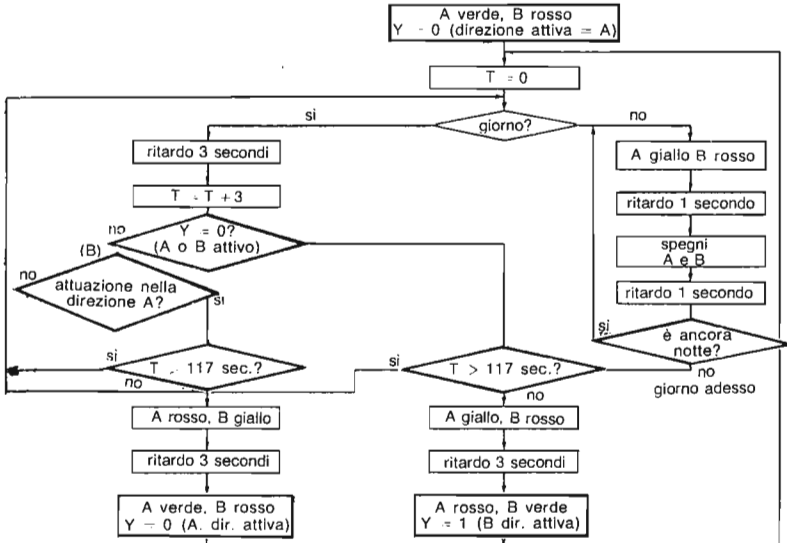 A verde, B rosso
Y - 0 (direzione attiva = A)
T = 0
giorno?
si
no
ritardo 3 secondi
T = T + 3
no
Y = 0?
(A o B attivo)
(B)
no
attuazione nella
direzione A?
si
si
T > 117 sec.?
no
A rosso, B giallo
ritardo 3 secondi
A verde, B rosso
Y = 0 (A. dir. attiva)
si
T > 117 sec.?
no
A giallo, B rosso
ritardo 3 secondi
A rosso, B verde
Y = 1 (B dir. attiva)
A giallo B rosso
ritardo 1 secondo
spegni
A e B
ritardo 1 secondo
si
è ancora
notte?
no
giorno adesso